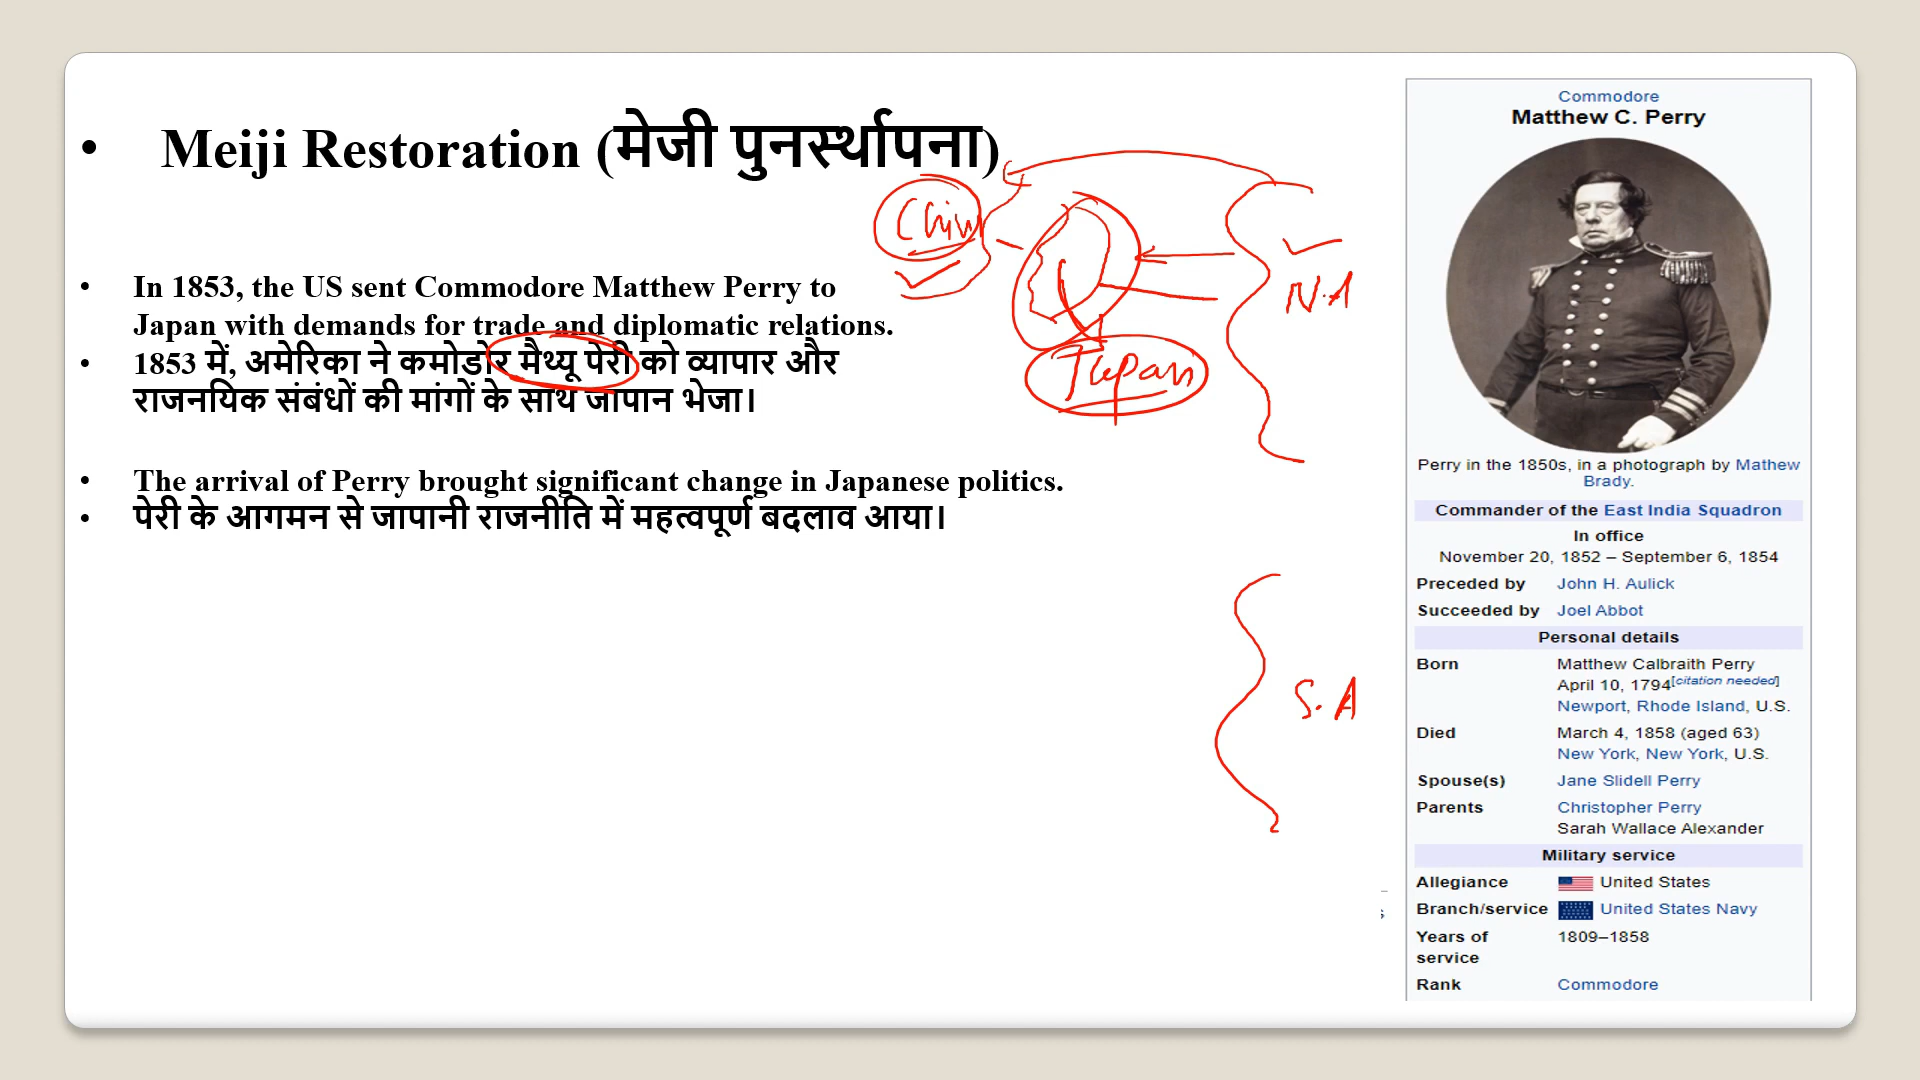 • Meiji Restoration (मेजी पुनर्स्थापना)
• In 1853, the US sent Commodore Matthew Perry to
Japan with demands for trade and diplomatic relations.
• 1853 में, अमेरिका ने कमोडोर मैथ्यू पेरी को व्यापार और
राजनयिक संबंधों की मांगों के साथ जापान भेजा।
• The arrival of Perry brought significant change in Japanese politics.
• पेरी के आगमन से जापानी राजनीति में महत्वपूर्ण बदलाव आया।
Japan
N.A
S.A
Commodore
Matthew C. Perry
Perry in the 1850s, in a photograph by Mathew
Brady.
Commander of the East India Squadron
In office
November 20, 1852 – September 6, 1854
Preceded by John H. Aulick
Succeeded by Joel Abbot
Personal details
Born Matthew Calbraith Perry
April 10, 1794[citation needed]
Newport, Rhode Island, U.S.
Died March 4, 1858 (aged 63)
New York, New York, U.S.
Spouse(s) Jane Slidell Perry
Parents Christopher Perry
Sarah Wallace Alexander
Military service
Allegiance United States
Branch/service United States Navy
Years of 1809–1858
service
Rank Commodore